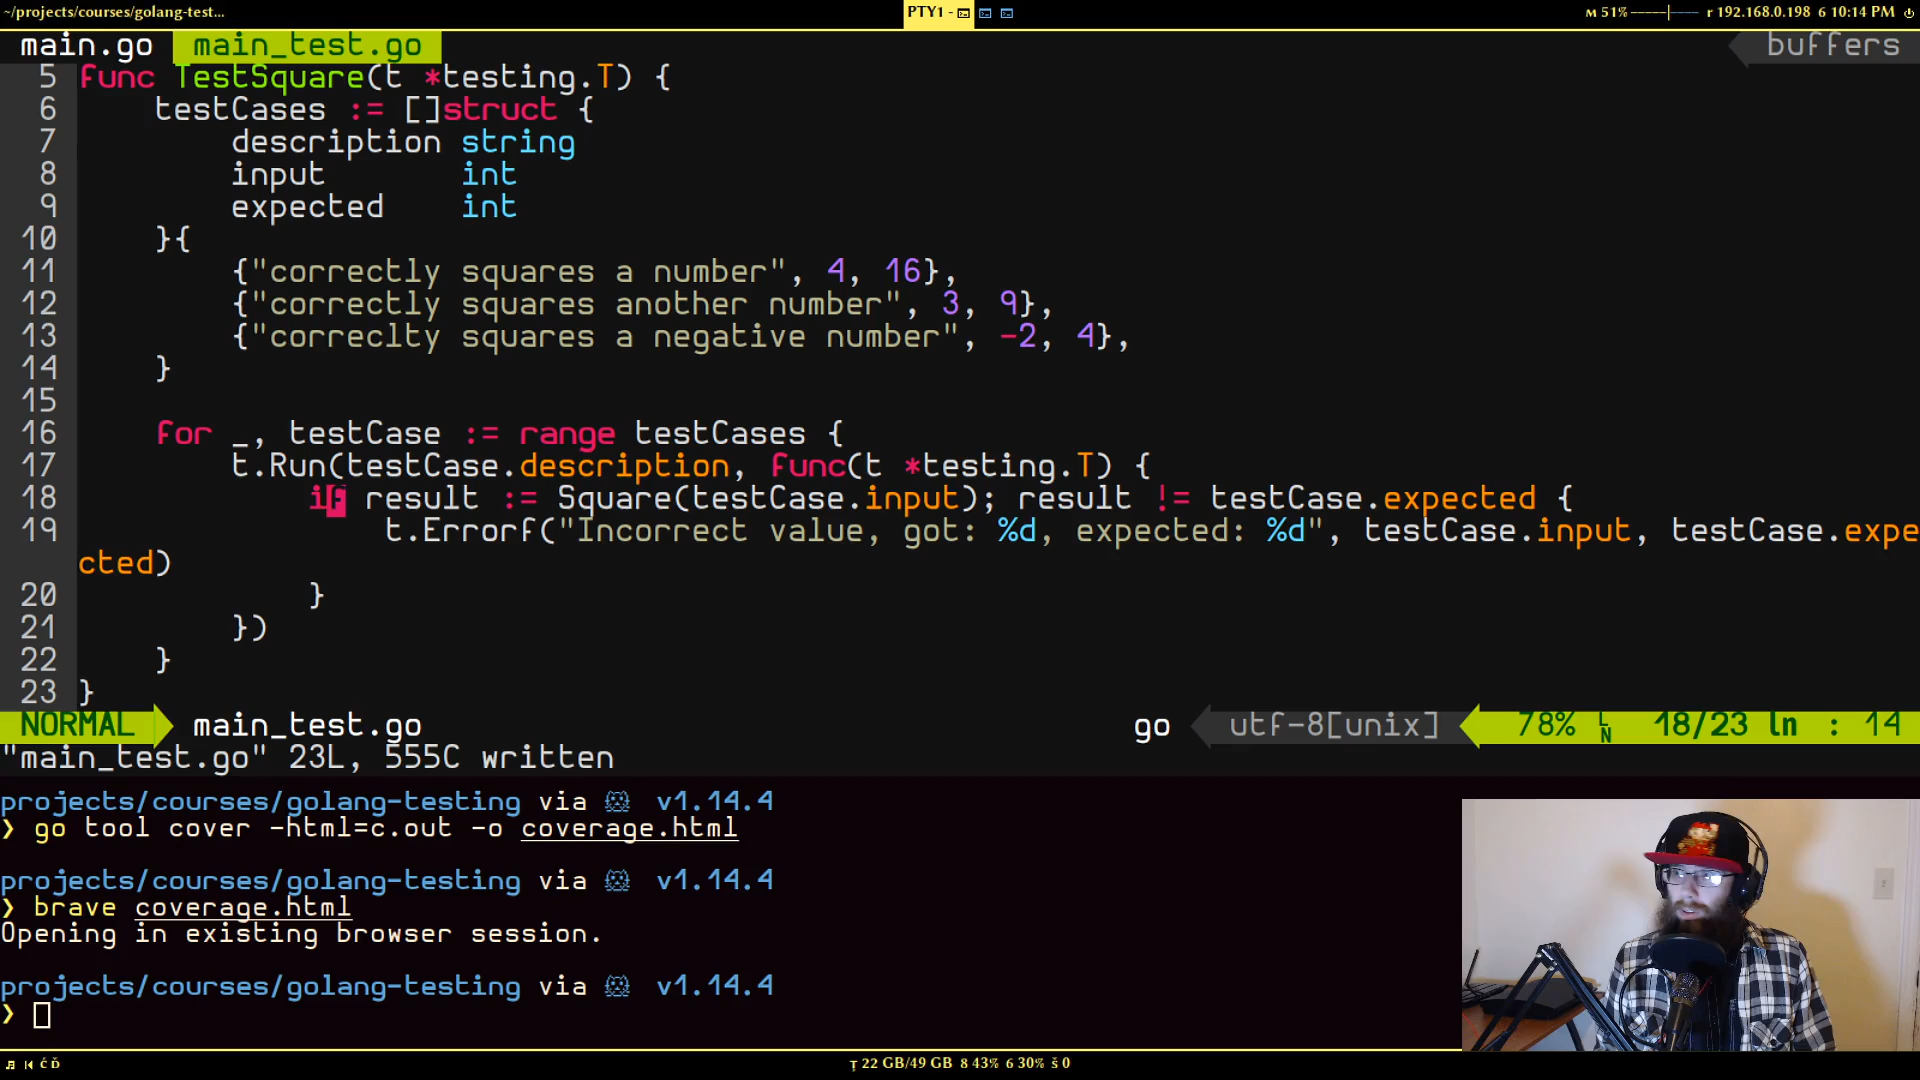 ~/projects/courses/golang-test...
PTY1 -
51%
192.168.0.198 6 10:14 PM
main.go main_test.go buffers
5 func TestSquare(t *testing.T) {
6 testCases := []struct {
7 description string
8 input int
9 expected int
10 }{
11 {"correctly squares a number", 4, 16},
12 {"correctly squares another number", 3, 9},
13 {"correclty squares a negative number", -2, 4},
14 }
15
16 for _, testCase := range testCases {
17 t.Run(testCase.description, func(t *testing.T) {
18 if result := Square(testCase.input); result != testCase.expected {
19 t.Errorf("Incorrect value, got: %d, expected: %d", testCase.input, testCase.expe
cted)
20 }
21 })
22 }
23 }
NORMAL main_test.go go utf-8[unix] 78% LN 18/23 ln : 14
"main_test.go" 23L, 555C written
projects/courses/golang-testing via v1.14.4
❯ go tool cover -html=c.out -o coverage.html
projects/courses/golang-testing via v1.14.4
❯ brave coverage.html
Opening in existing browser session.
projects/courses/golang-testing via v1.14.4
❯
22 GB/49 GB 8 43% 6 30% š 0